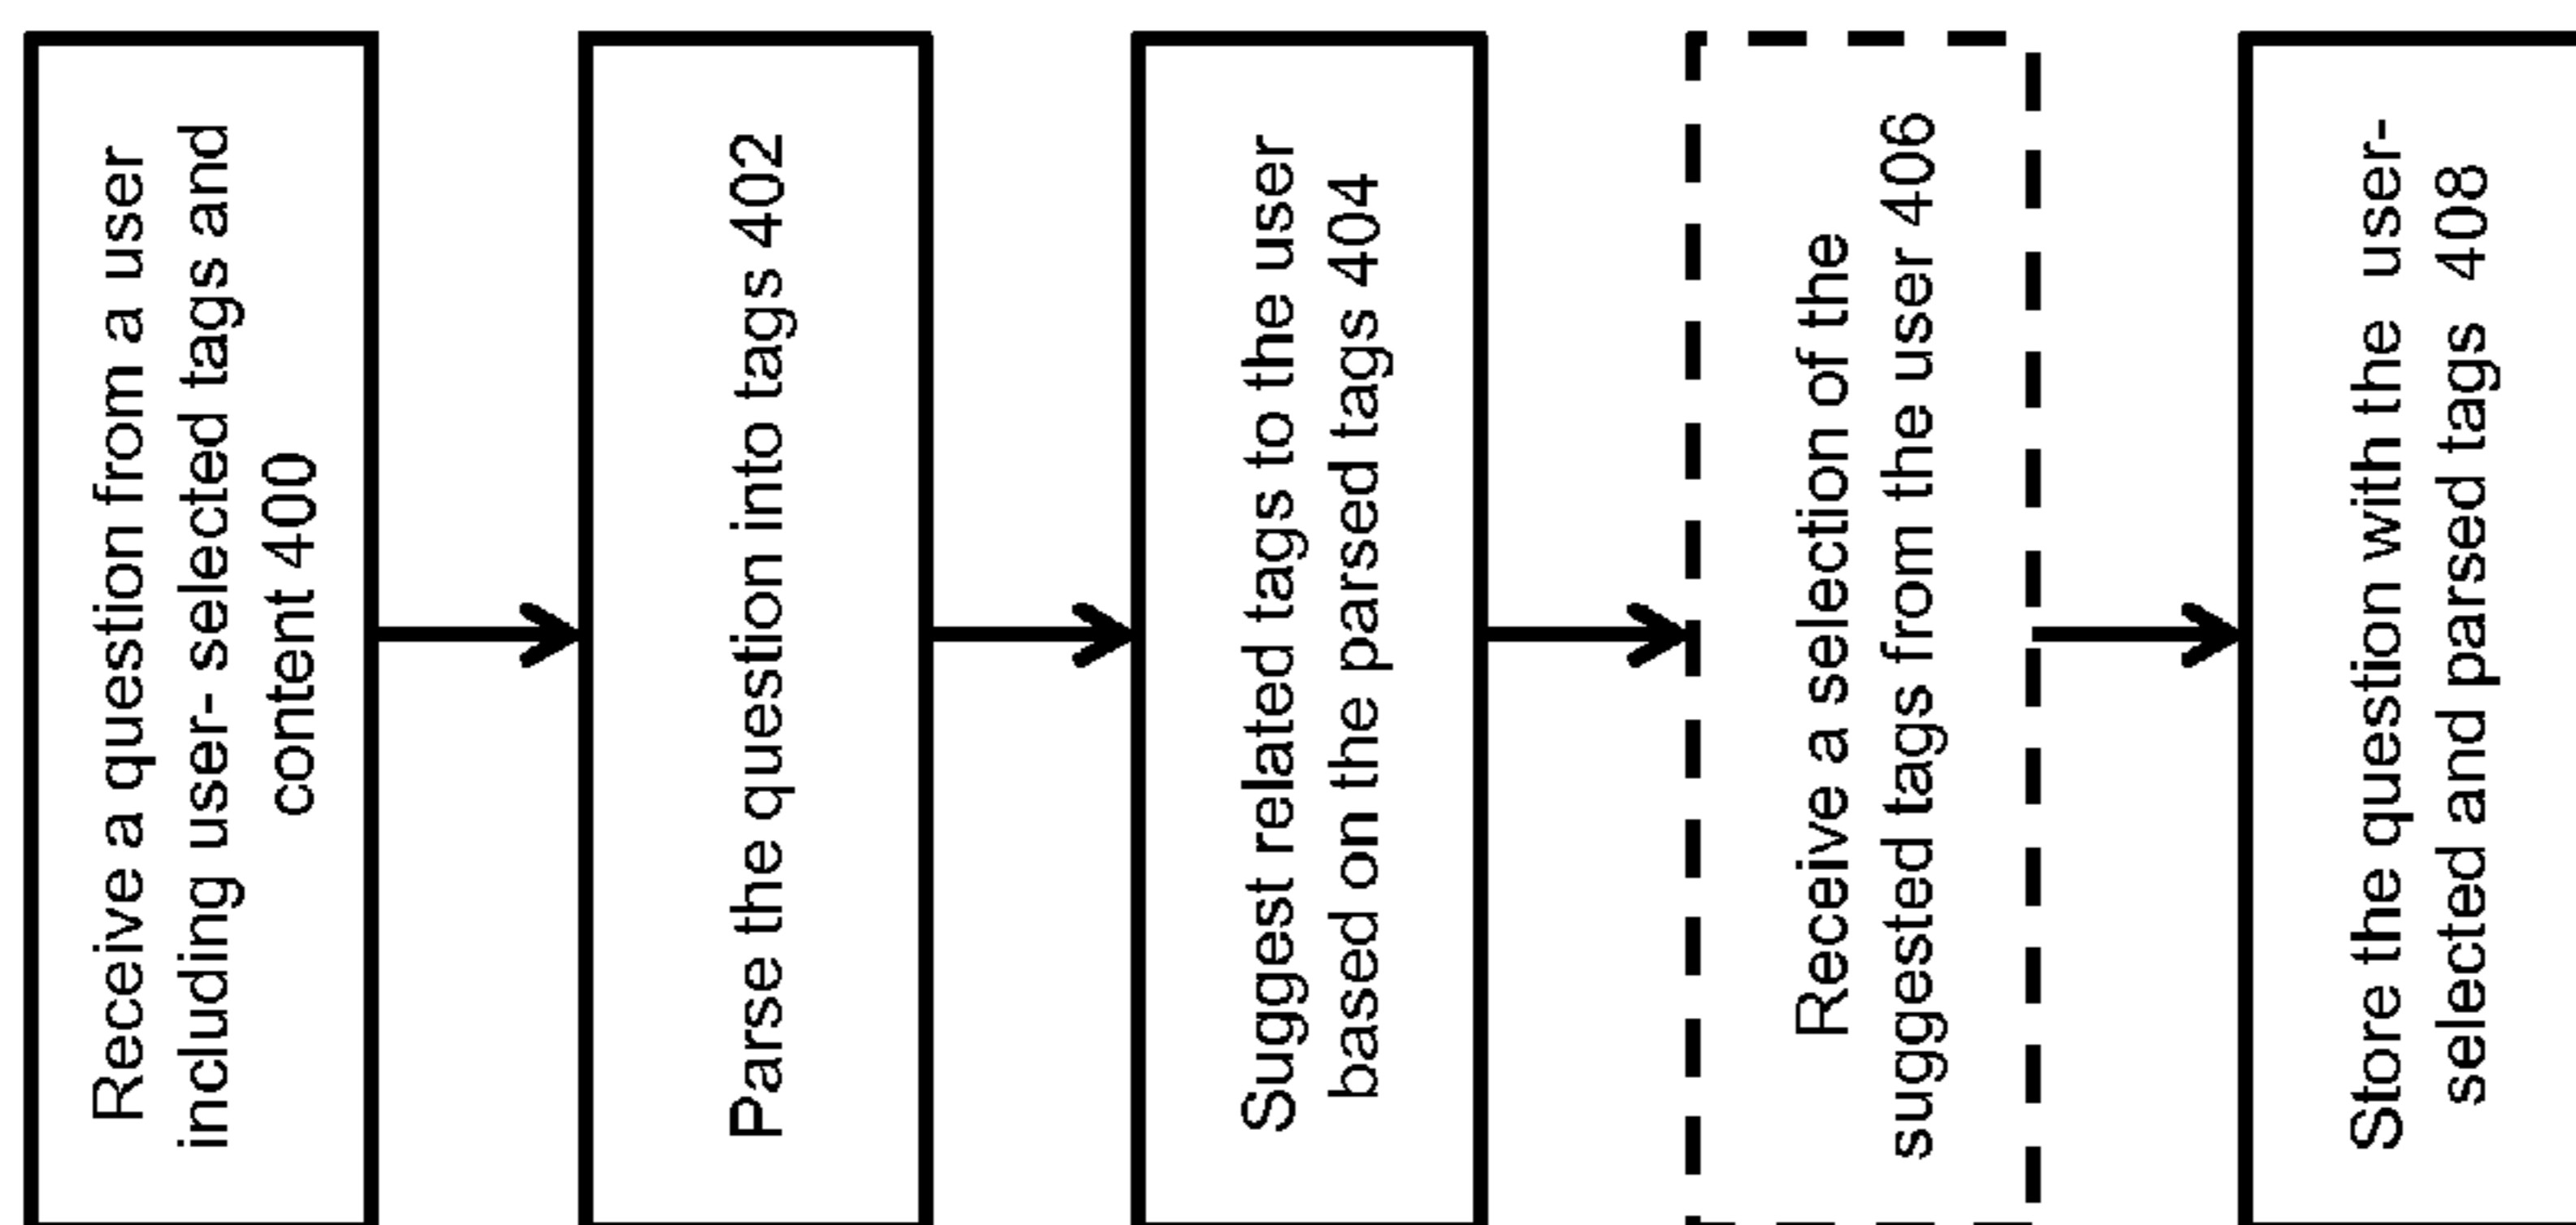 Receive a question from a user
including user- selected tags and
content 400
Parse the question into tags 402
Suggest related tags to the user
based on the parsed tags 404
Receive a selection of the
suggested tags from the user 406
Store the question with the user-
selected and parsed tags 408